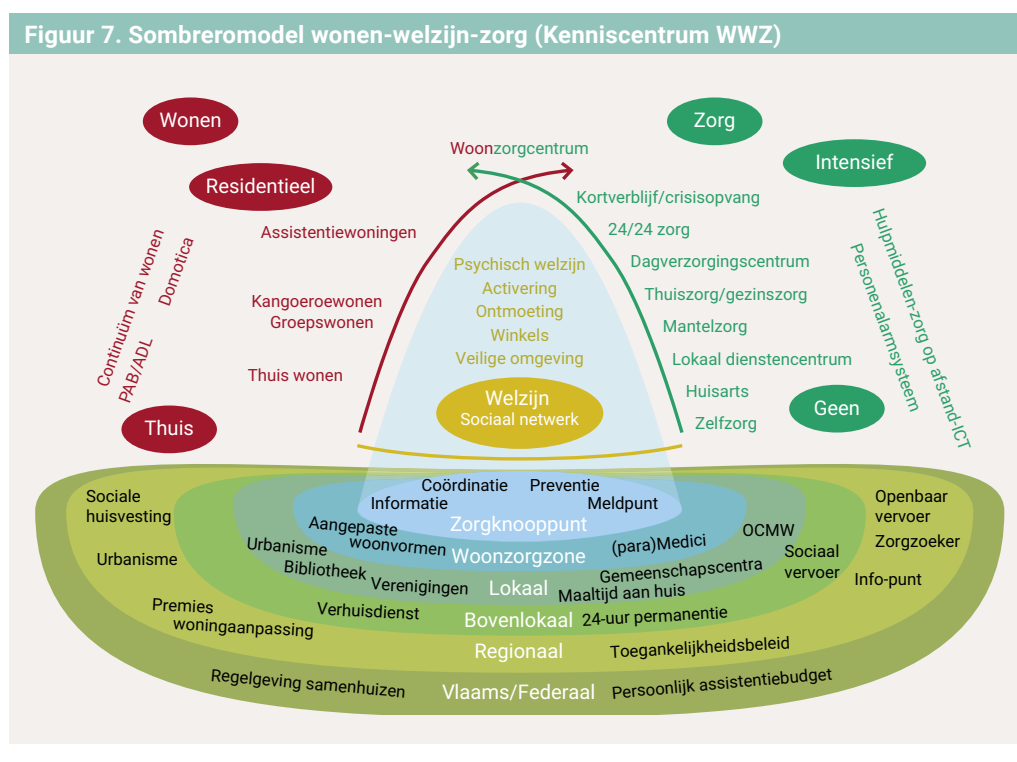 Figuur 7. Sombreromodel wonen-welzijn-zorg (Kenniscentrum WWZ)
Wonen
Zorg
Woonzorgcentrum
Intensief
Residentieel
Kortverblijf/crisisopvang
Assistentiewoningen
24/24 zorg
Continuüm van wonen
Domotica
PAB/ADL
Psychisch welzijn
Activering
Ontmoeting
Winkels
Veilige omgeving
Dagverzorgingscentrum
Hulpmiddelen-zorg op afstand-ICT
Personenalarmsysteem
Kangoeroewonen
Groepswonen
Thuiszorg/gezinszorg
Mantelzorg
Thuis wonen
Lokaal dienstencentrum
Huisarts
Zelfzorg
Welzijn
Sociaal netwerk
Geen
Thuis
Coördinatie
Preventie
Informatie
Meldpunt
Zorgknooppunt
Sociale
huisvesting
Openbaar
vervoer
Aangepaste
woonvormen
Woonzorgzone
(para)Medici
OCMW
Zorgzoeker
Urbanisme
Urbanisme
Bibliotheek
Verenigingen
Lokaal
Gemeenschapscentra
Maaltijd aan huis
Sociaal
vervoer
Info-punt
Premies
woningaanpassing
Verhuisdienst
Bovenlokaal
24-uur permanentie
Regionaal
Toegankelijkheidsbeleid
Regelgeving samenhuizen
Vlaams/Federaal
Persoonlijk assistentiebudget